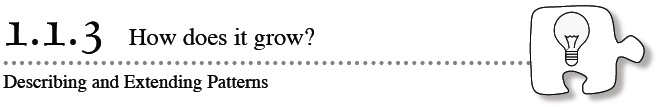 1.1.3 How does it grow?
Describing and Extending Patterns